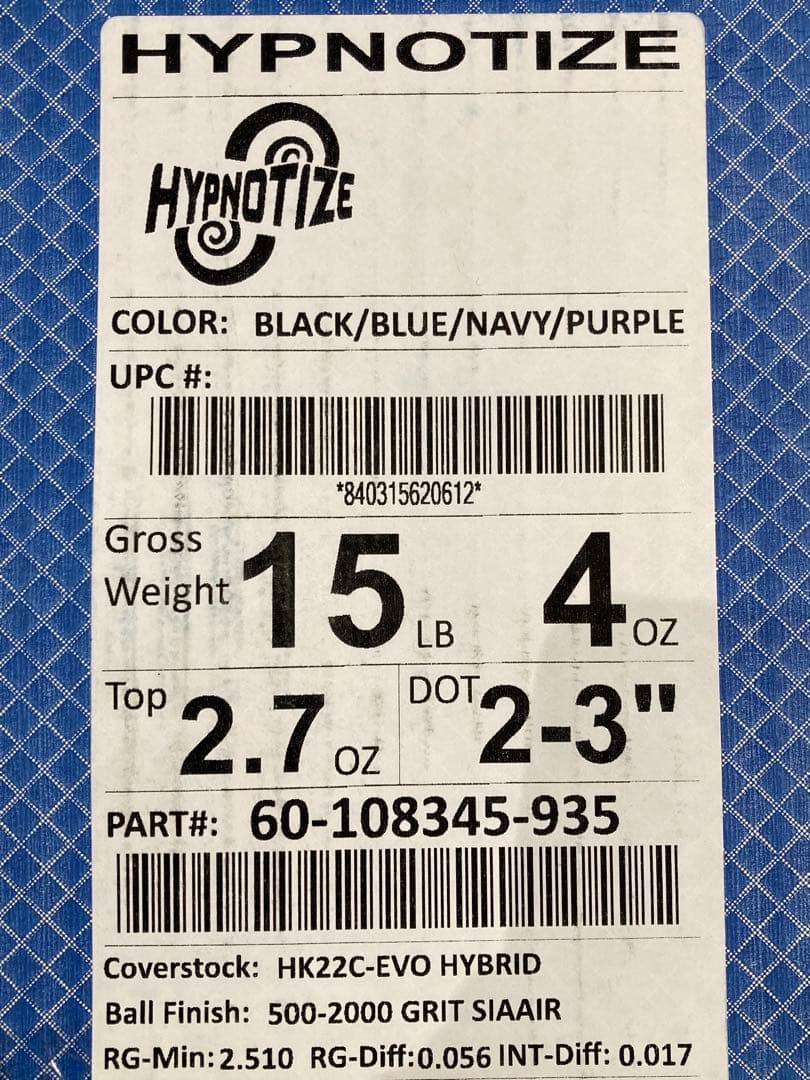 HYPNOTIZE
HYPNOTIZE
COLOR: BLACK/BLUE/NAVY/PURPLE
UPC #:
*840315620612*
Gross Weight 15 LB 4 OZ
Top 2.7 OZ DOT 2-3"
PART#: 60-108345-935
Coverstock: HK22C-EVO HYBRID
Ball Finish: 500-2000 GRIT SIAAIR
RG-Min: 2.510 RG-Diff: 0.056 INT-Diff: 0.017